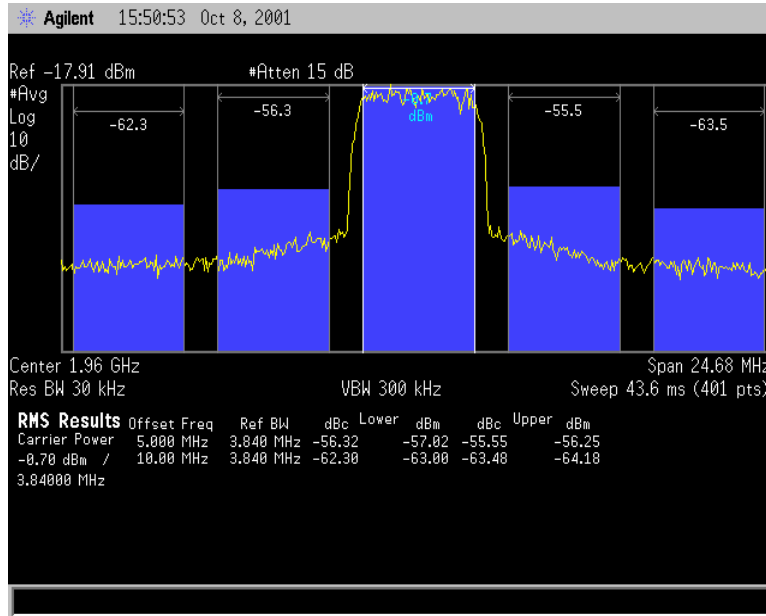 Agilent 15:50:53 Oct 8, 2001
Ref -17.91 dBm #Atten 15 dB
#Avg
Log
10
dB/
-62.3
-56.3
dBm
-55.5
-63.5
Center 1.96 GHz Span 24.68 MHz
Res BW 30 kHz VBW 300 kHz Sweep 43.6 ms (401 pts)
RMS Results Offset Freq Ref BW dBc Lower dBm dBc Upper dBm
Carrier Power 5.000 MHz 3.840 MHz -56.32 -57.02 -55.55 -56.25
-0.70 dBm / 10.00 MHz 3.840 MHz -62.30 -63.00 -63.48 -64.18
3.84000 MHz